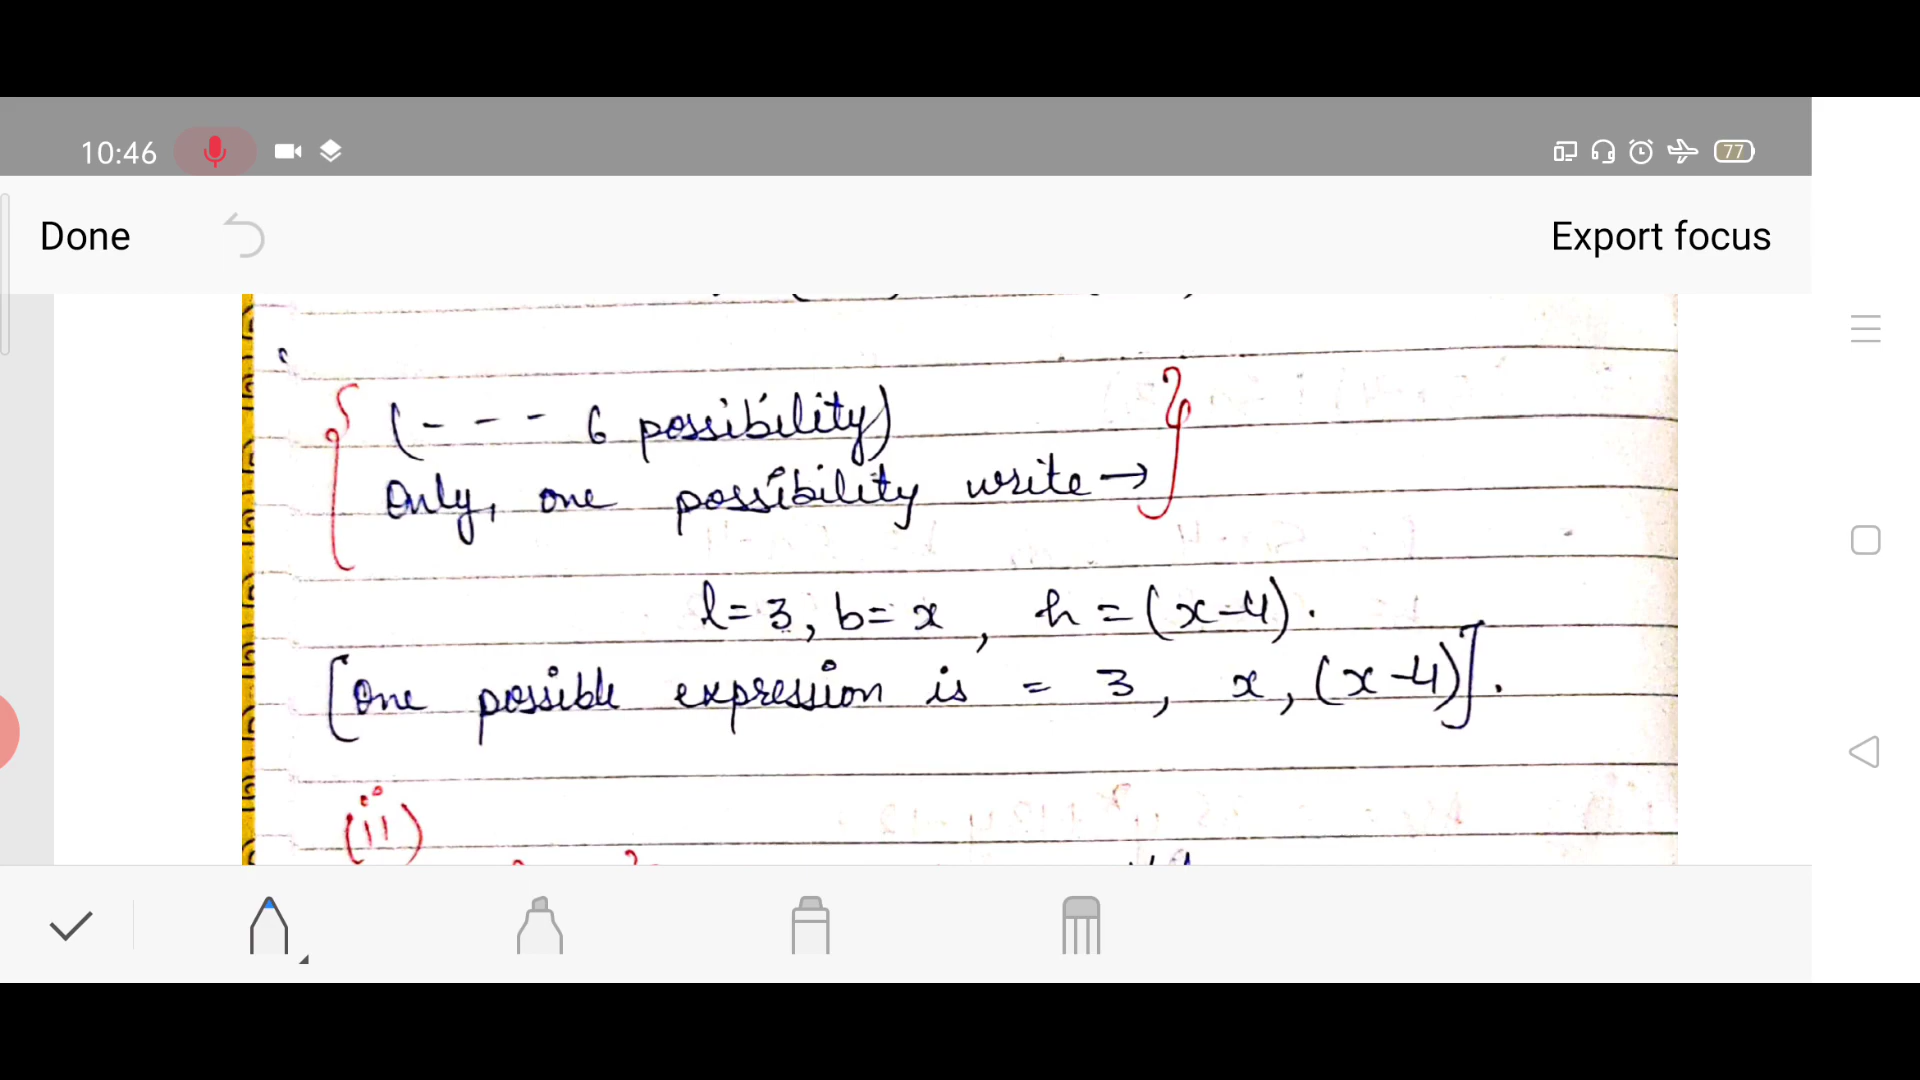 10:46
77
Done
Export focus
(- - - 6 possibility)
Only, one possibility write →
l=3, b=x, h=(x-4).
[One possible expression is = 3, x, (x-4)].
(ii)